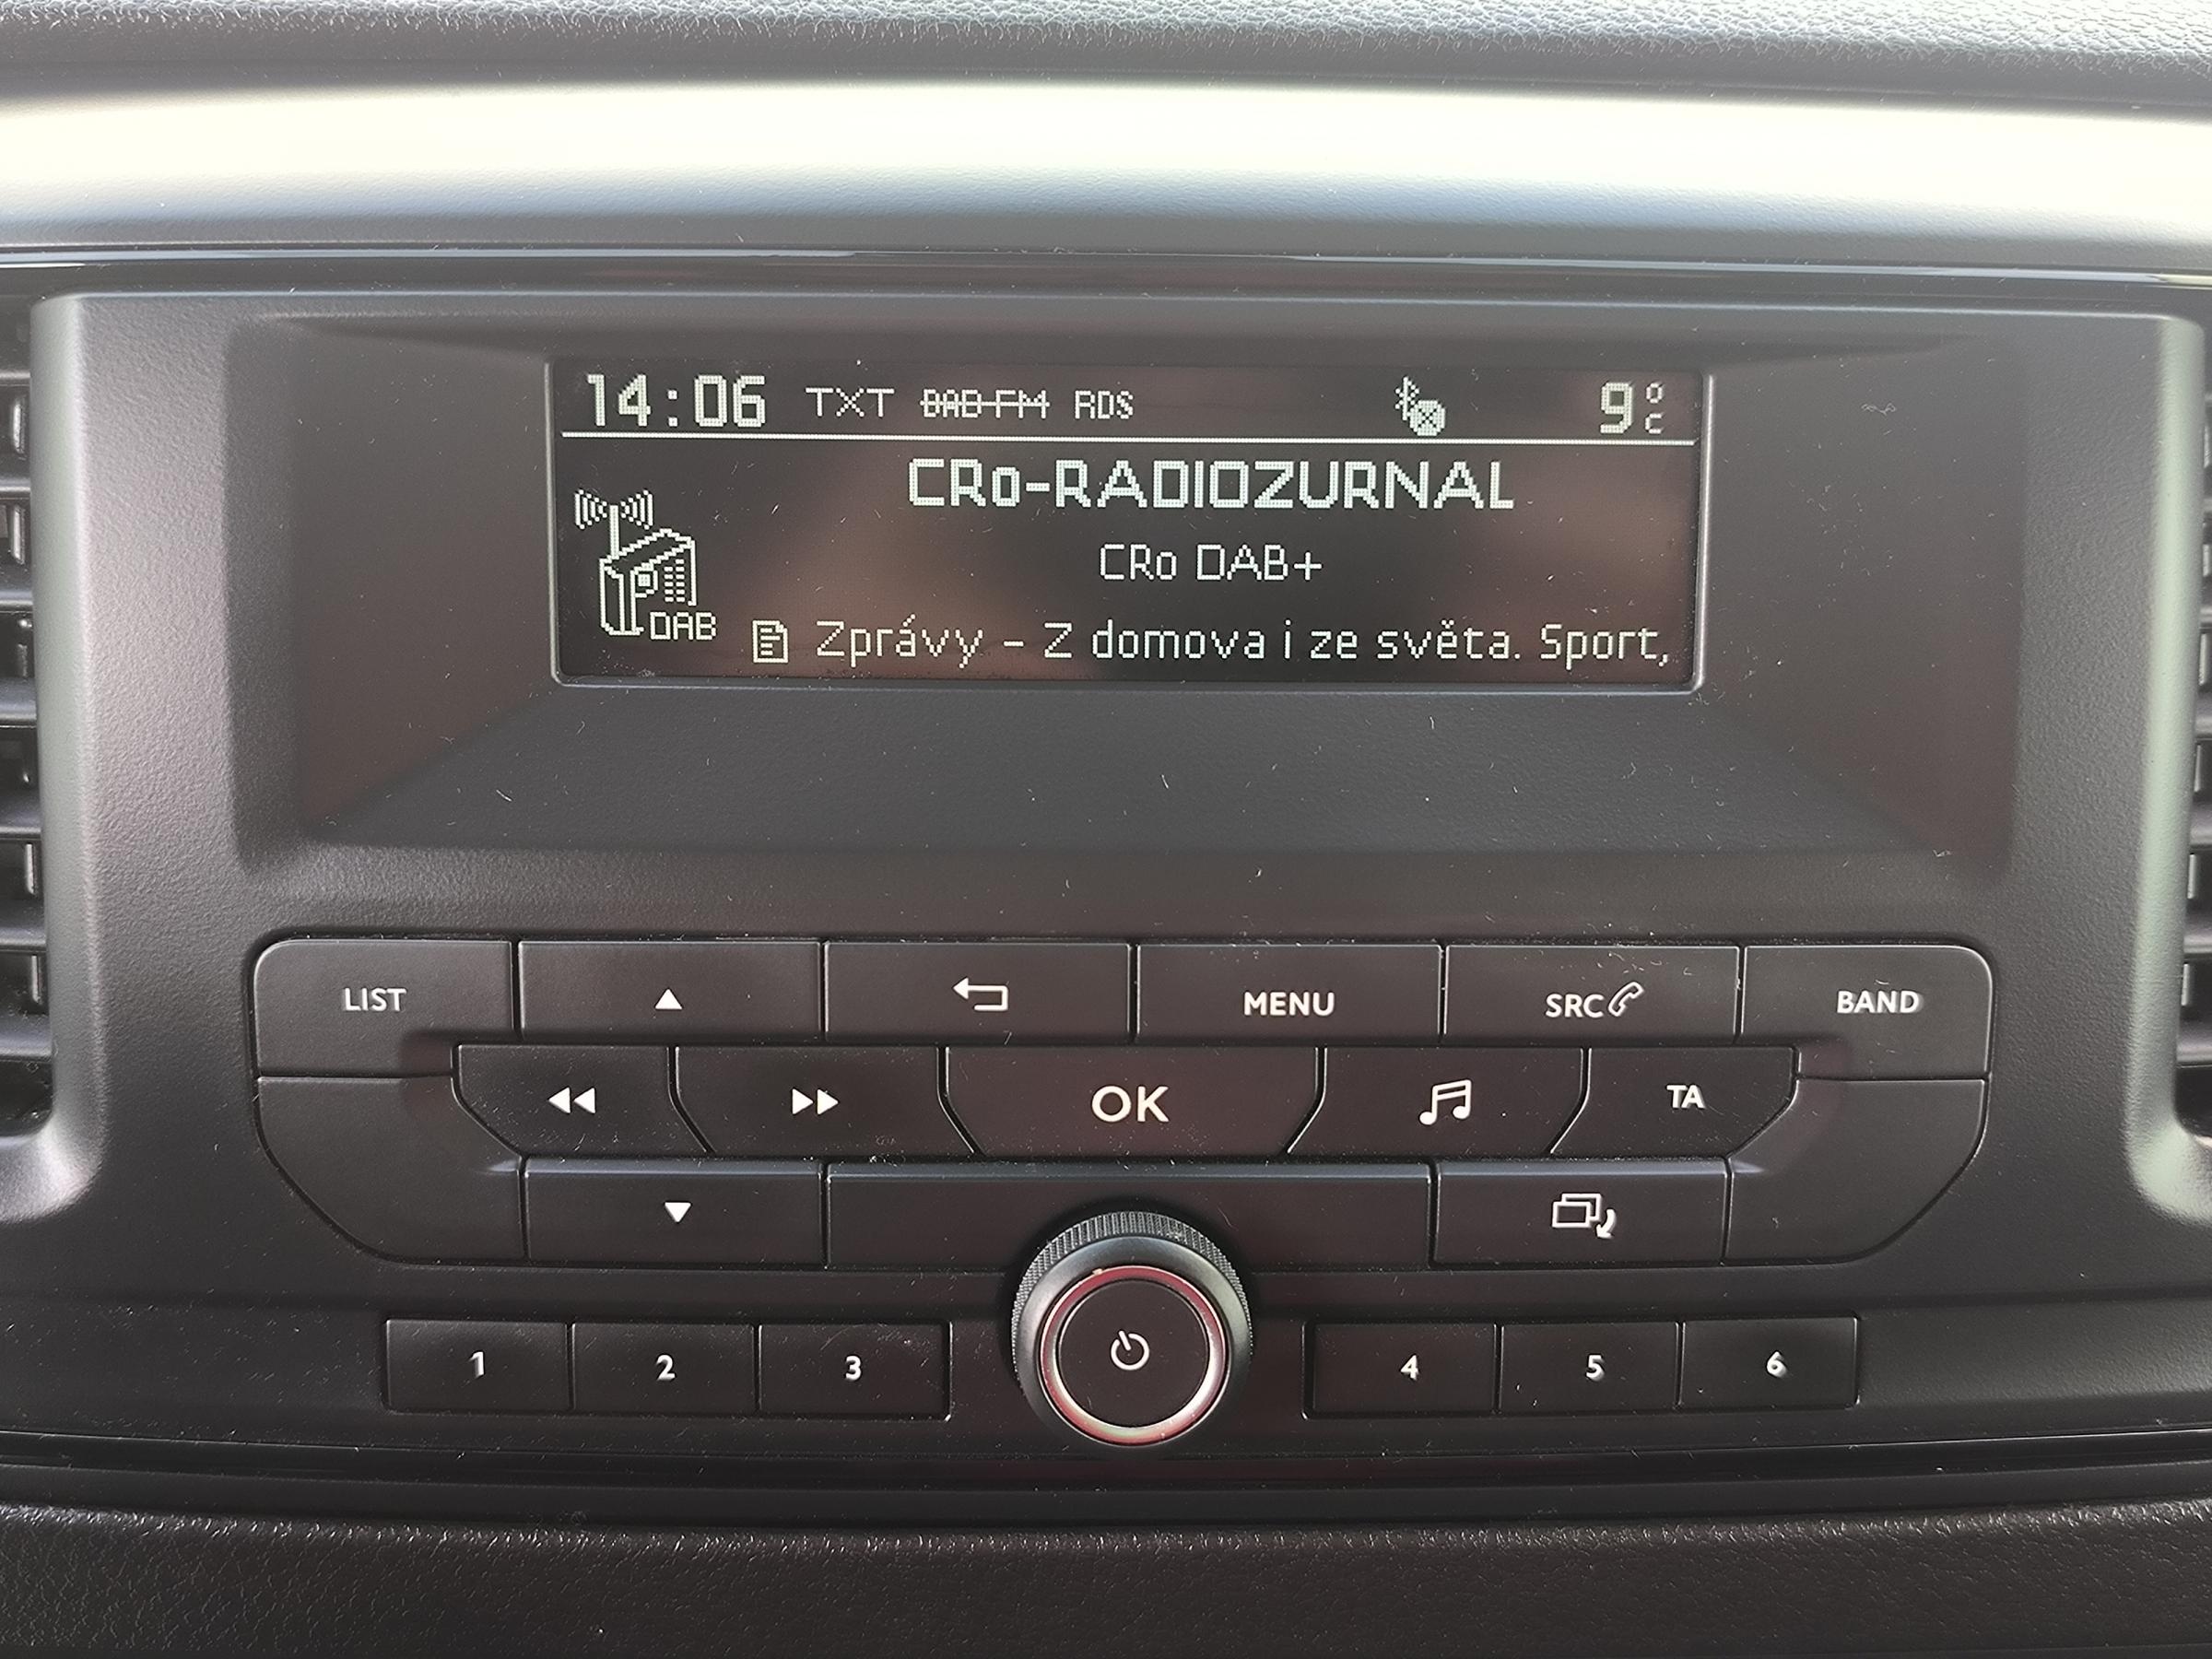 14:06 TXT DAB-FM RDS 9°C
CRo-RADIOZURNAL
CRo DAB+
DAB Zprávy - Z domova i ze světa. Sport,
LIST MENU SRC BAND
OK TA
1 2 3 4 5 6